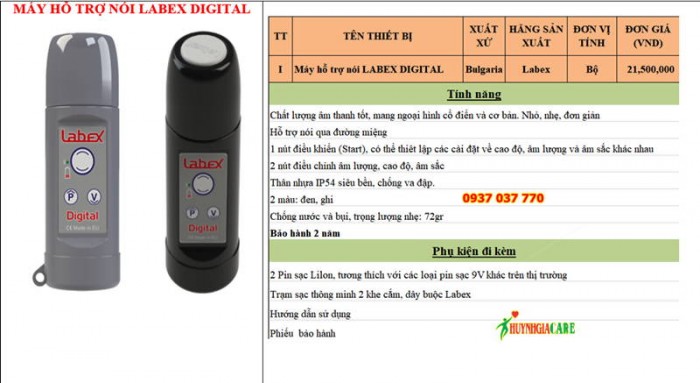 MÁY HỖ TRỢ NÓI LABEX DIGITAL
Labex
P V
Digital
Labex
P V
Digital
TT TÊN THIẾT BỊ XUẤT XỨ HÃNG SẢN XUẤT ĐƠN VỊ TÍNH ĐƠN GIÁ (VND)
I Máy hỗ trợ nói LABEX DIGITAL Bulgaria Labex Bộ 21,500,000
Tính năng
Chất lượng âm thanh tốt, mang ngoại hình cổ điển và cơ bản. Nhỏ, nhẹ, đơn giản
Hỗ trợ nói qua đường miệng
1 nút điều khiển (Start), có thể thiết lập các cài đặt về cao độ, âm lượng và âm sắc khác nhau
2 nút điều chỉnh âm lượng, cao độ, âm sắc
Thân nhựa IP54 siêu bền, chống va đập.
2 màu: đen, ghi
0937 037 770
Chống nước và bụi, trọng lượng nhẹ: 72gr
Bảo hành 2 năm
Phụ kiện đi kèm
2 Pin sạc LiIon, tương thích với các loại pin sạc 9V khác trên thị trường
Trạm sạc thông minh 2 khe cắm, dây buộc Labex
Hướng dẫn sử dụng
Phiếu bảo hành
HUYNHGIACARE